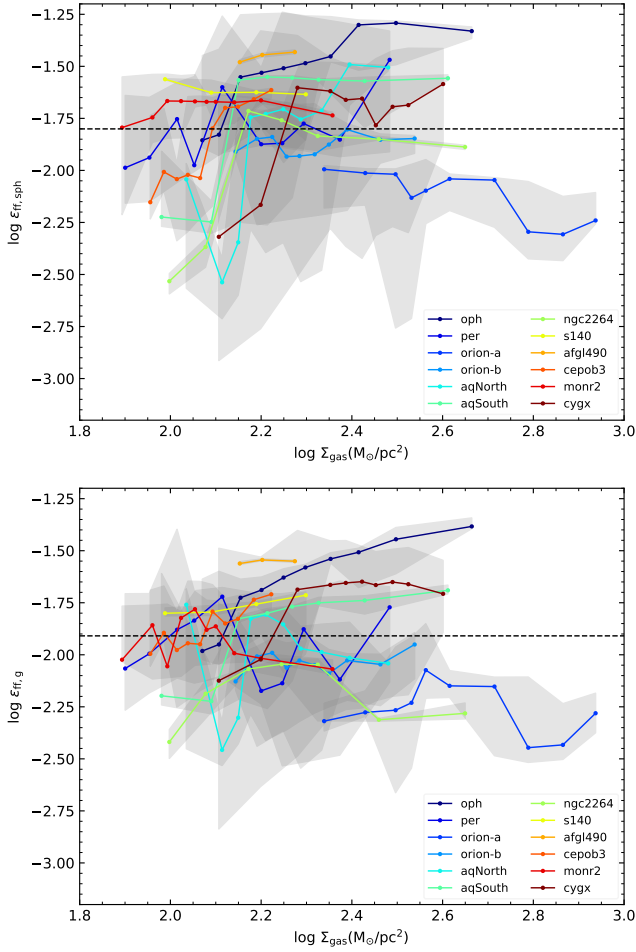 −1.25
−1.50
−1.75
−2.00
−2.25
−2.50
−2.75
−3.00
log ε_ff,sph
oph
per
orion-a
orion-b
aqNorth
aqSouth
ngc2264
s140
afgl490
cepob3
monr2
cygx
1.8 2.0 2.2 2.4 2.6 2.8 3.0
log Σ_gas(M_⊙/pc²)
−1.25
−1.50
−1.75
−2.00
−2.25
−2.50
−2.75
−3.00
log ε_ff,g
oph
per
orion-a
orion-b
aqNorth
aqSouth
ngc2264
s140
afgl490
cepob3
monr2
cygx
1.8 2.0 2.2 2.4 2.6 2.8 3.0
log Σ_gas(M_⊙/pc²)